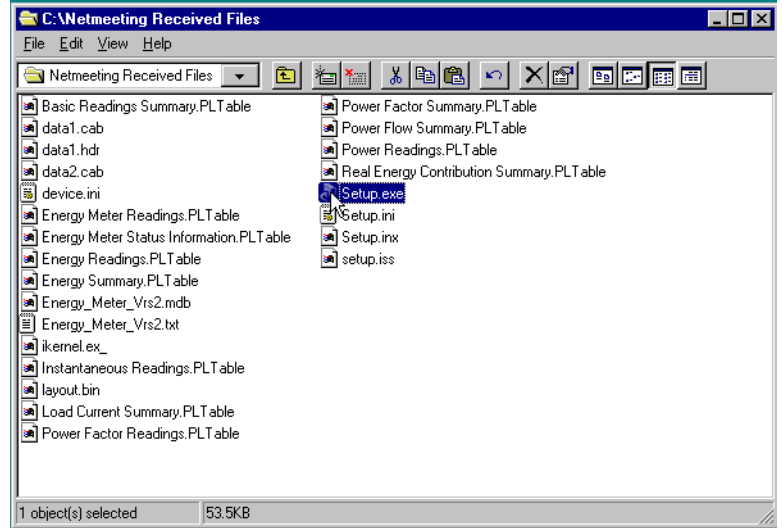 C:\Netmeeting Received Files
File Edit View Help
Netmeeting Received Files
Basic Readings Summary.PLTable
data1.cab
data1.hdr
data2.cab
device.ini
Energy Meter Readings.PLTable
Energy Meter Status Information.PLTable
Energy Readings.PLTable
Energy Summary.PLTable
Energy_Meter_Vrs2.mdb
Energy_Meter_Vrs2.txt
ikernel.ex_
Instantaneous Readings.PLTable
layout.bin
Load Current Summary.PLTable
Power Factor Readings.PLTable
Power Factor Summary.PLTable
Power Flow Summary.PLTable
Power Readings.PLTable
Real Energy Contribution Summary.PLTable
Setup.exe
Setup.ini
Setup.inx
setup.iss
1 object(s) selected 53.5KB